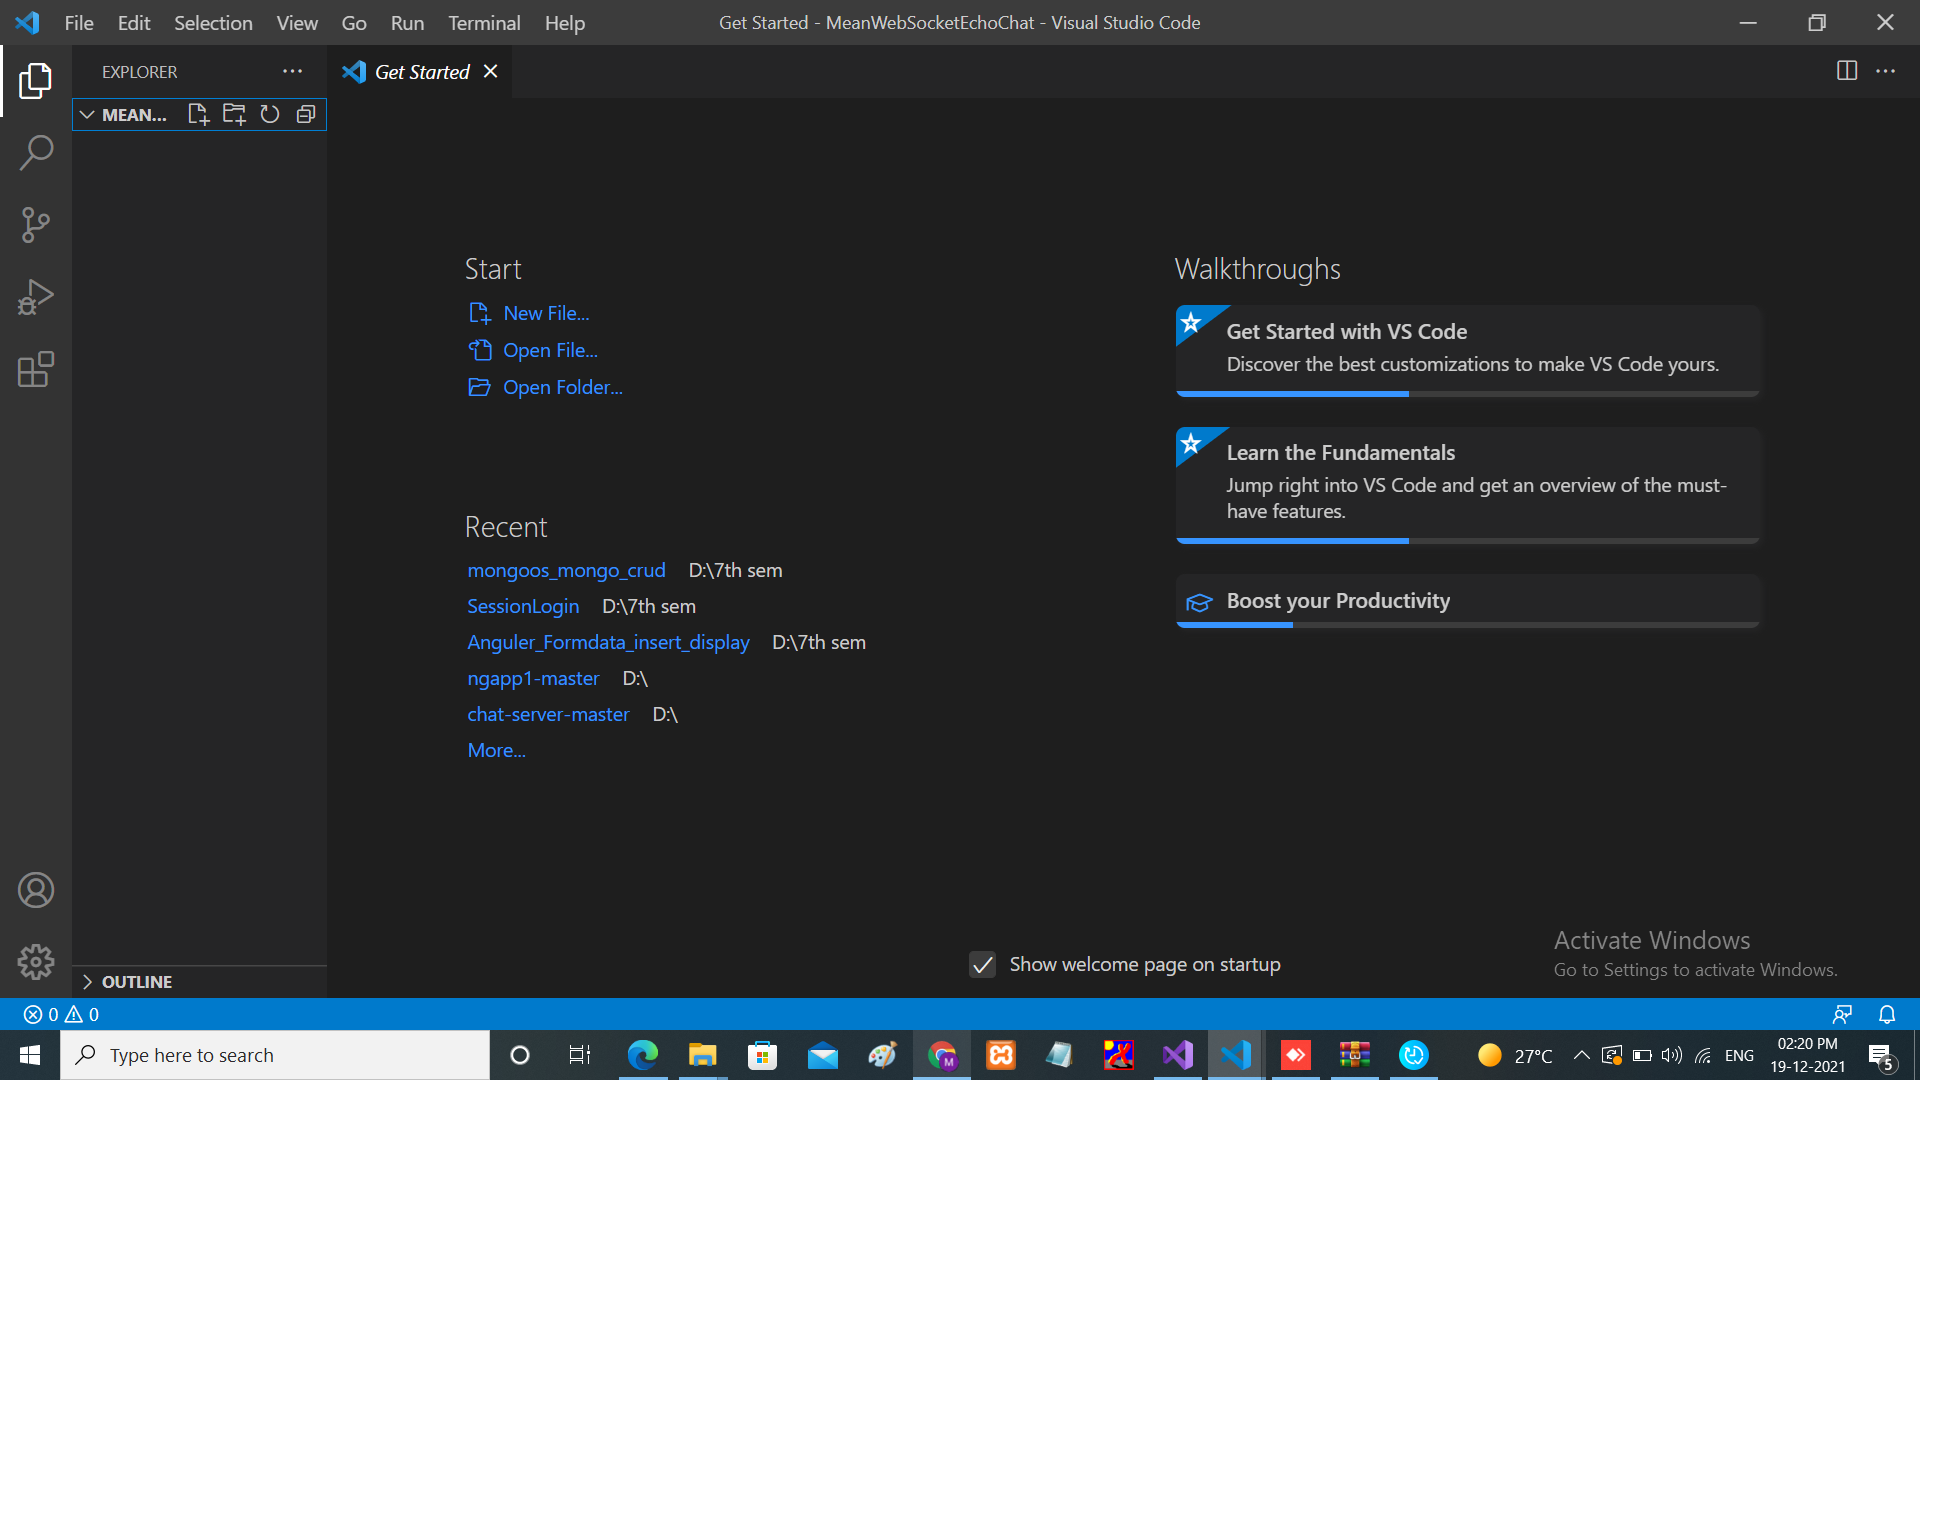 File Edit Selection View Go Run Terminal Help Get Started - MeanWebSocketEchoChat - Visual Studio Code
EXPLORER
Get Started
MEAN...
Start
New File...
Open File...
Open Folder...
Recent
mongoos_mongo_crud D:\7th sem
SessionLogin D:\7th sem
Anguler_Formdata_insert_display D:\7th sem
ngapp1-master D:\
chat-server-master D:\
More...
Walkthroughs
Get Started with VS Code
Discover the best customizations to make VS Code yours.
Learn the Fundamentals
Jump right into VS Code and get an overview of the must-
have features.
Boost your Productivity
Show welcome page on startup
Activate Windows
Go to Settings to activate Windows.
OUTLINE
0 0
Type here to search
M
27°C
ENG
02:20 PM
19-12-2021
5